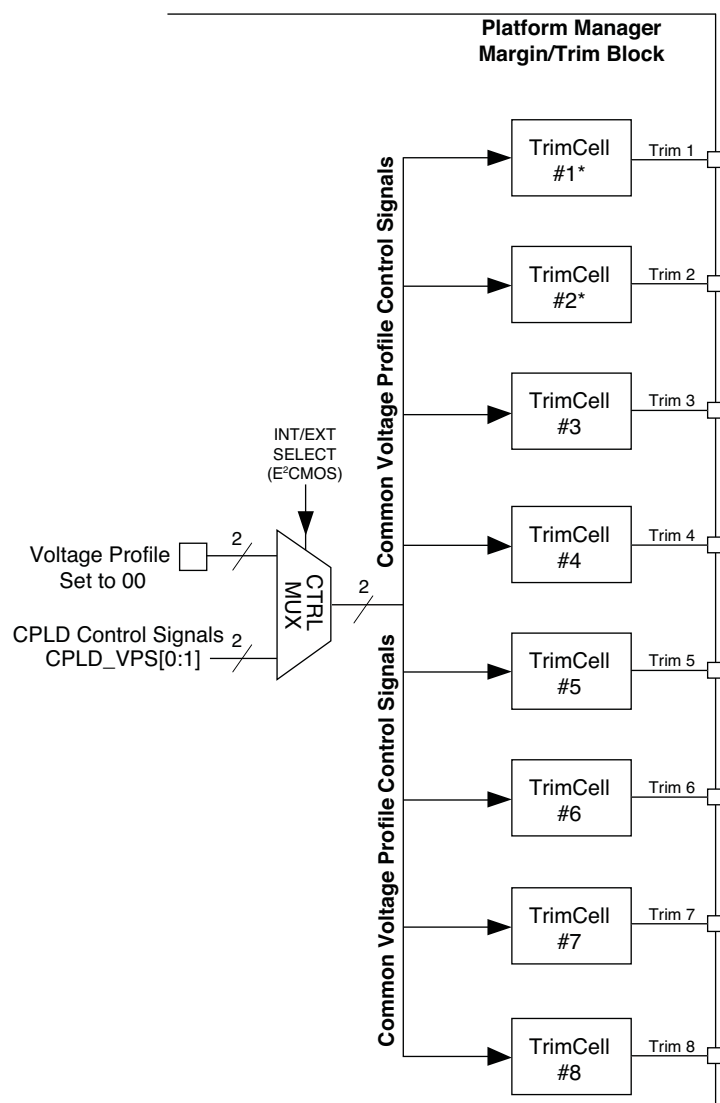 Platform Manager
Margin/Trim Block
TrimCell
#1*
Trim 1
TrimCell
#2*
Trim 2
TrimCell
#3
Trim 3
TrimCell
#4
Trim 4
TrimCell
#5
Trim 5
TrimCell
#6
Trim 6
TrimCell
#7
Trim 7
TrimCell
#8
Trim 8
Common Voltage Profile Control Signals
Common Voltage Profile Control Signals
INT/EXT
SELECT
(E²CMOS)
Voltage Profile
Set to 00
2
CPLD Control Signals
CPLD_VPS[0:1]
2
CTRL
MUX
2